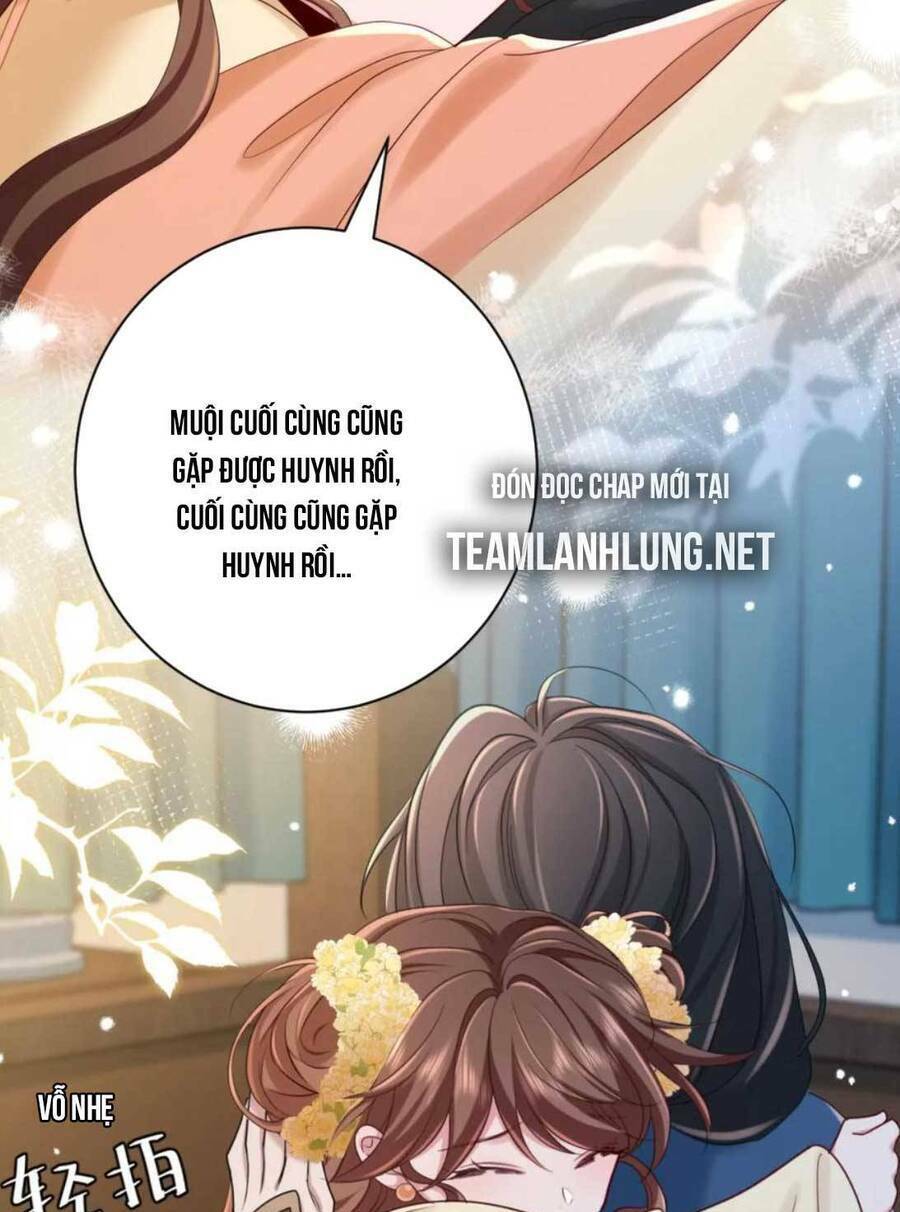 MUỘI CUỐI CÙNG CŨNG
GẶP ĐƯỢC HUYNH RỒI,
CUỐI CÙNG CŨNG GẶP
HUYNH RỒI...
ĐÓN ĐỌC CHAP MỚI TẠI
TEAMLANHLUNG.NET
VỖ NHẸ
轻拍